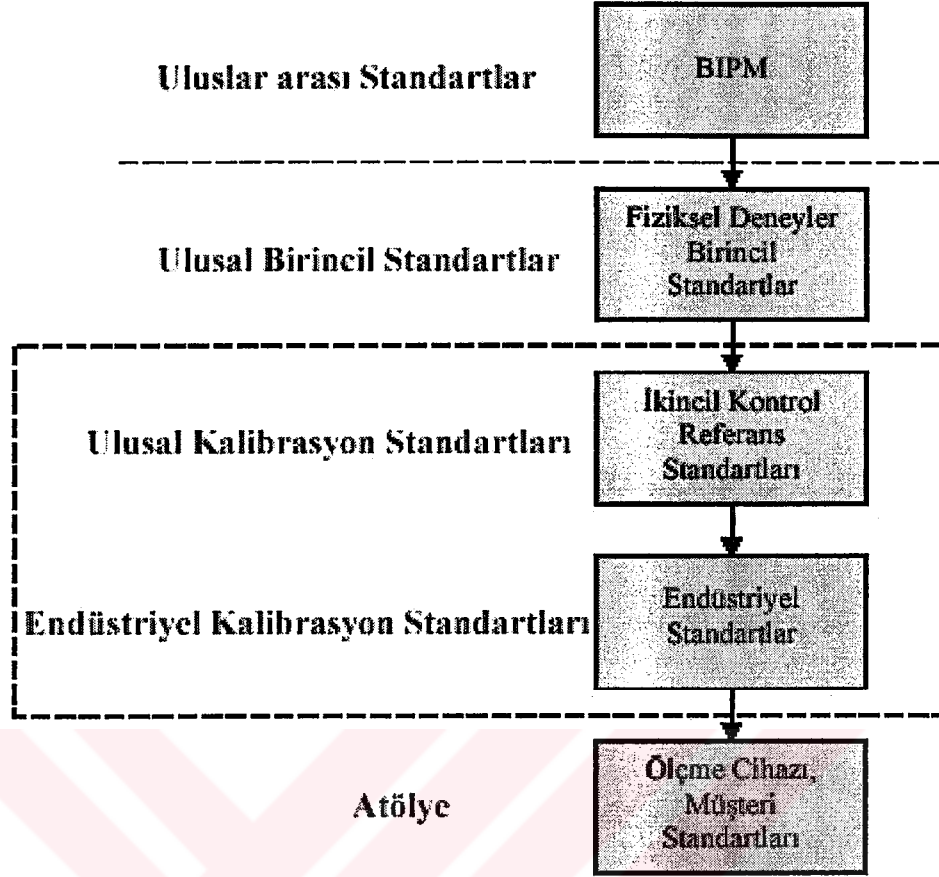 Uluslar arası Standartlar
BIPM
Ulusal Birincil Standartlar
Fiziksel Deneyler
Birincil
Standartlar
Ulusal Kalibrasyon Standartları
İkincil Kontrol
Referans
Standartları
Endüstriyel Kalibrasyon Standartları
Endüstriyel
Standartlar
Atölye
Ölçme Cihazı,
Müşteri
Standartları